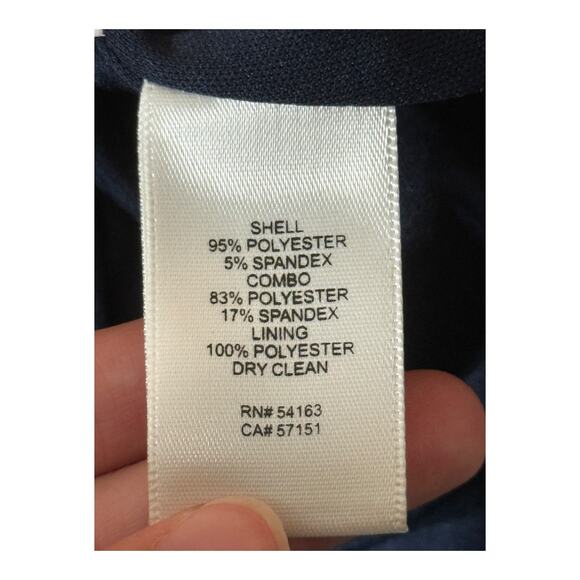 SHELL
95% POLYESTER
5% SPANDEX
COMBO
83% POLYESTER
17% SPANDEX
LINING
100% POLYESTER
DRY CLEAN
RN# 54163
CA# 57151